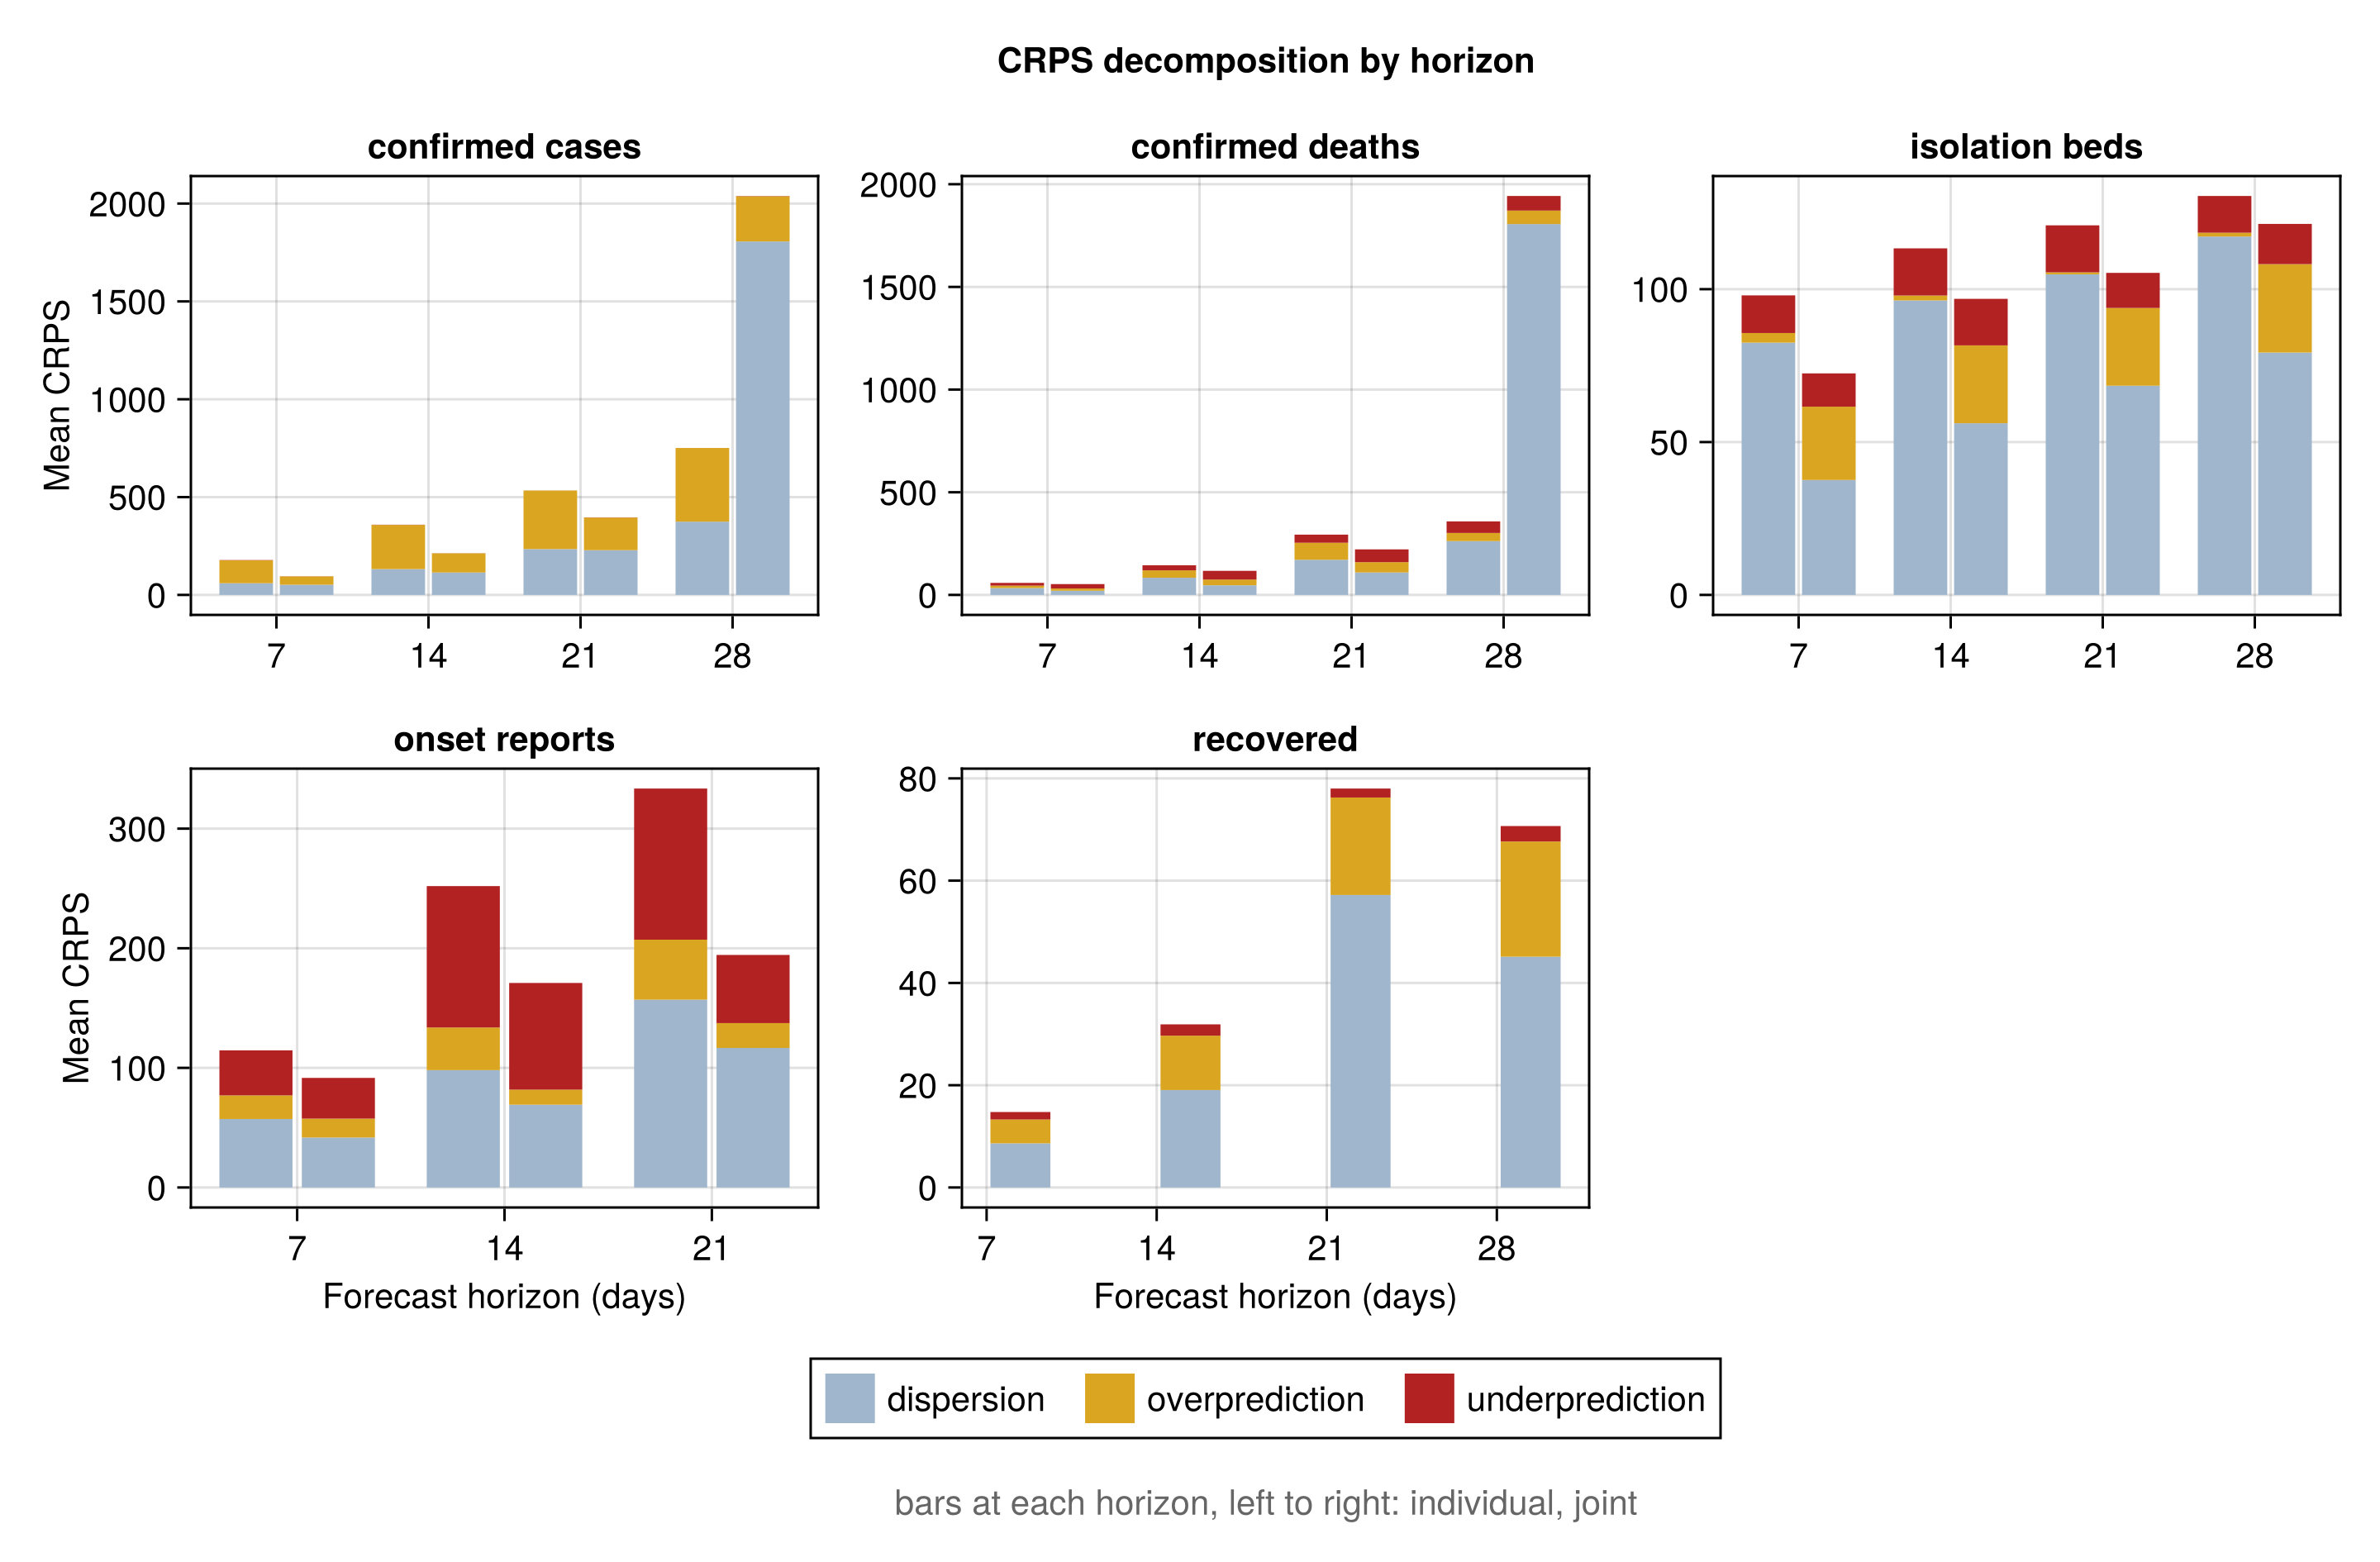 CRPS decomposition by horizon
confirmed cases
Mean CRPS
2000
1500
1000
500
0
7 14 21 28
confirmed deaths
2000
1500
1000
500
0
7 14 21 28
isolation beds
100
50
0
7 14 21 28
onset reports
Mean CRPS
300
200
100
0
7 14 21
Forecast horizon (days)
recovered
80
60
40
20
0
7 14 21 28
Forecast horizon (days)
dispersion overprediction underprediction
bars at each horizon, left to right: individual, joint